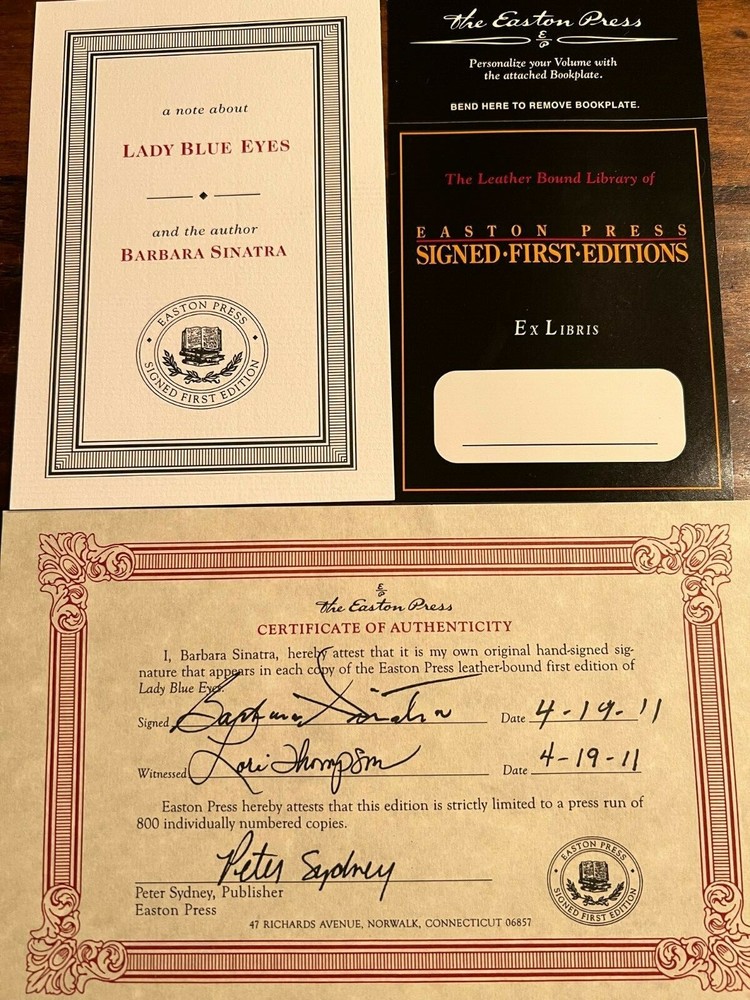 a note about
LADY BLUE EYES
and the author
BARBARA SINATRA
EASTON PRESS
SIGNED FIRST EDITION
The Easton Press
E
P
Personalize your Volume with
the attached Bookplate.
BEND HERE TO REMOVE BOOKPLATE.
The Leather Bound Library of
EASTON PRESS
SIGNED·FIRST·EDITIONS
EX LIBRIS
E
P
The Easton Press
CERTIFICATE OF AUTHENTICITY
I, Barbara Sinatra, hereby attest that it is my own original hand-signed sig-
nature that appears in each copy of the Easton Press leather-bound first edition of
Lady Blue Eyes.
Signed Barbara Sinatra Date 4-19-11
Witnessed Lori Thompson Date 4-19-11
Easton Press hereby attests that this edition is strictly limited to a press run of
800 individually numbered copies.
Peter Sydney
Peter Sydney, Publisher
Easton Press
EASTON PRESS
SIGNED FIRST EDITION
47 RICHARDS AVENUE, NORWALK, CONNECTICUT 06857